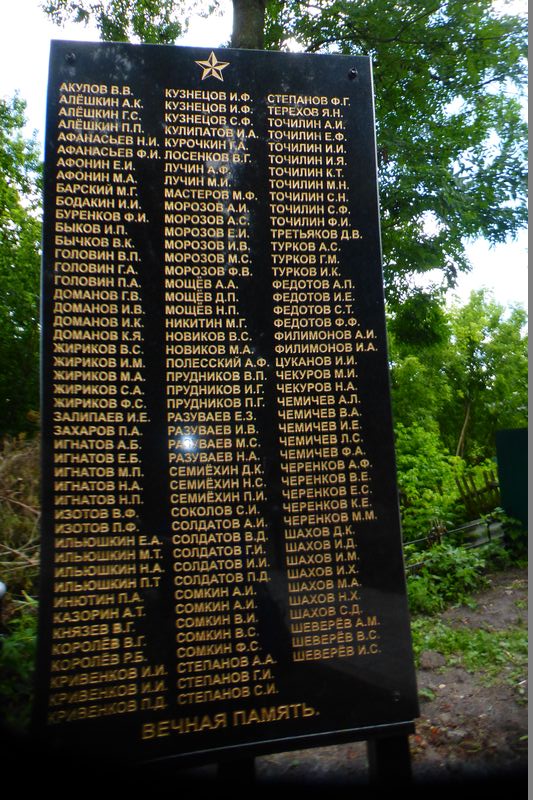 АКУЛОВ В.В.
АЛЁШКИН А.К.
АЛЁШКИН Г.С.
АЛЁШКИН П.П.
АФАНАСЬЕВ Н.И.
АФАНАСЬЕВ Ф.И.
АФОНИН Е.И.
АФОНИН М.А.
БАРСКИЙ М.Г.
БОДАКИН И.И.
БУРЕНКОВ Ф.И.
БЫКОВ И.П.
БЫЧКОВ В.К.
ГОЛОВИН В.П.
ГОЛОВИН Г.А.
ГОЛОВИН П.А.
ДОМАНОВ Г.В.
ДОМАНОВ И.В.
ДОМАНОВ И.К.
ДОМАНОВ К.Я.
ЖИРИКОВ В.С.
ЖИРИКОВ И.М.
ЖИРИКОВ М.А.
ЖИРИКОВ С.А.
ЖИРИКОВ Ф.С.
ЗАЛИПАЕВ И.Е.
ЗАХАРОВ П.А.
ИГНАТОВ А.Б.
ИГНАТОВ Е.Б.
ИГНАТОВ М.П.
ИГНАТОВ Н.А.
ИГНАТОВ Н.П.
ИЗОТОВ В.Ф.
ИЗОТОВ П.Ф.
ИЛЬЮШКИН Е.А.
ИЛЬЮШКИН М.Т.
ИЛЬЮШКИН Н.А.
ИЛЬЮШКИН П.Т
ИНЮТИН П.А.
КАЗОРИН А.Т.
КНЯЗЕВ В.Г.
КОРОЛЁВ В.Г.
КОРОЛЁВ Р.Б.
КРИВЕНКОВ И.И.
КРИВЕНКОВ И.И.
КРИВЕНКОВ П.Д.
КУЗНЕЦОВ И.Ф.
КУЗНЕЦОВ И.Ф.
КУЗНЕЦОВ С.Ф.
КУЛИПАТОВ И.А.
КУРОЧКИН Т.А.
ЛОСЕНКОВ В.Г.
ЛУЧИН А.Ф.
ЛУЧИН М.И.
МАСТЕРОВ М.Ф.
МОРОЗОВ А.И.
МОРОЗОВ А.С.
МОРОЗОВ Е.И.
МОРОЗОВ И.В.
МОРОЗОВ М.С.
МОРОЗОВ Ф.В.
МОЩЁВ А.А.
МОЩЁВ Д.П.
МОЩЁВ Н.П.
НИКИТИН М.Г.
НОВИКОВ В.С.
НОВИКОВ М.А.
ПОЛЕССКИЙ А.Ф.
ПРУДНИКОВ В.П.
ПРУДНИКОВ И.Г.
ПРУДНИКОВ П.Г.
РАЗУВАЕВ Е.З.
РАЗУВАЕВ И.В.
РАЗУВАЕВ М.С.
РАЗУВАЕВ Н.А.
СЕМИЁХИН Д.К.
СЕМИЁХИН Н.С.
СЕМИЁХИН П.И.
СОКОЛОВ С.И.
СОЛДАТОВ А.И.
СОЛДАТОВ В.Д.
СОЛДАТОВ Г.И.
СОЛДАТОВ И.И.
СОЛДАТОВ П.Д.
СОМКИН А.И.
СОМКИН А.И.
СОМКИН В.И.
СОМКИН В.С.
СОМКИН Ф.С.
СТЕПАНОВ А.А.
СТЕПАНОВ Г.И.
СТЕПАНОВ С.И.
СТЕПАНОВ Ф.Г.
ТЕРЕХОВ Я.Н.
ТОЧИЛИН А.И.
ТОЧИЛИН Е.Ф.
ТОЧИЛИН И.И.
ТОЧИЛИН И.Я.
ТОЧИЛИН К.Т.
ТОЧИЛИН М.Н.
ТОЧИЛИН С.Н.
ТОЧИЛИН С.Ф.
ТОЧИЛИН Ф.И.
ТРЕТЬЯКОВ Д.В.
ТУРКОВ А.С.
ТУРКОВ Г.М.
ТУРКОВ И.К.
ФЕДОТОВ А.П.
ФЕДОТОВ И.Е.
ФЕДОТОВ С.Т.
ФЕДОТОВ Ф.Ф.
ФИЛИМОНОВ А.И.
ФИЛИМОНОВ И.А.
ЦУКАНОВ И.И.
ЧЕКУРОВ М.И.
ЧЕКУРОВ Н.А.
ЧЕМИЧЕВ А.Л.
ЧЕМИЧЕВ В.А.
ЧЕМИЧЕВ И.Е.
ЧЕМИЧЕВ Л.С.
ЧЕМИЧЕВ Ф.А.
ЧЕРЕНКОВ А.Ф.
ЧЕРЕНКОВ В.Е.
ЧЕРЕНКОВ Е.С.
ЧЕРЕНКОВ К.Е.
ЧЕРЕНКОВ М.М.
ШАХОВ Д.К.
ШАХОВ И.Д.
ШАХОВ И.М.
ШАХОВ И.Х.
ШАХОВ М.А.
ШАХОВ Н.Х.
ШАХОВ С.Д.
ШЕВЕРЁВ А.М.
ШЕВЕРЁВ В.С.
ШЕВЕРЁВ И.С.
ВЕЧНАЯ ПАМЯТЬ.